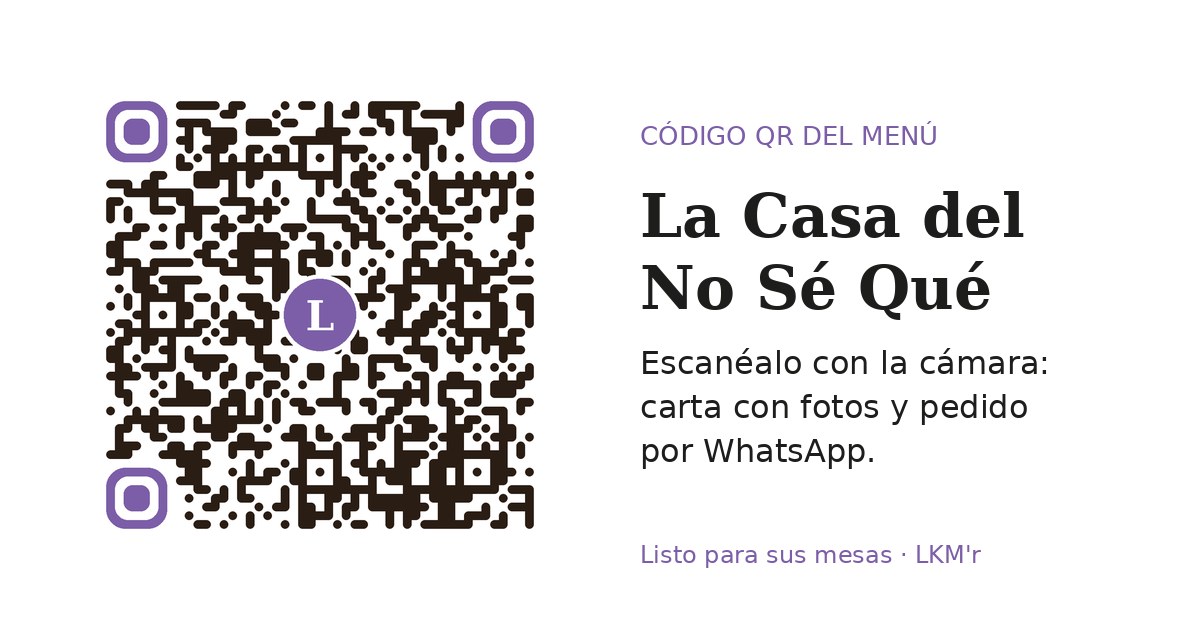 CÓDIGO QR DEL MENÚ
La Casa del
No Sé Qué
L
Escanéalo con la cámara:
carta con fotos y pedido
por WhatsApp.
Listo para sus mesas · LKM'r